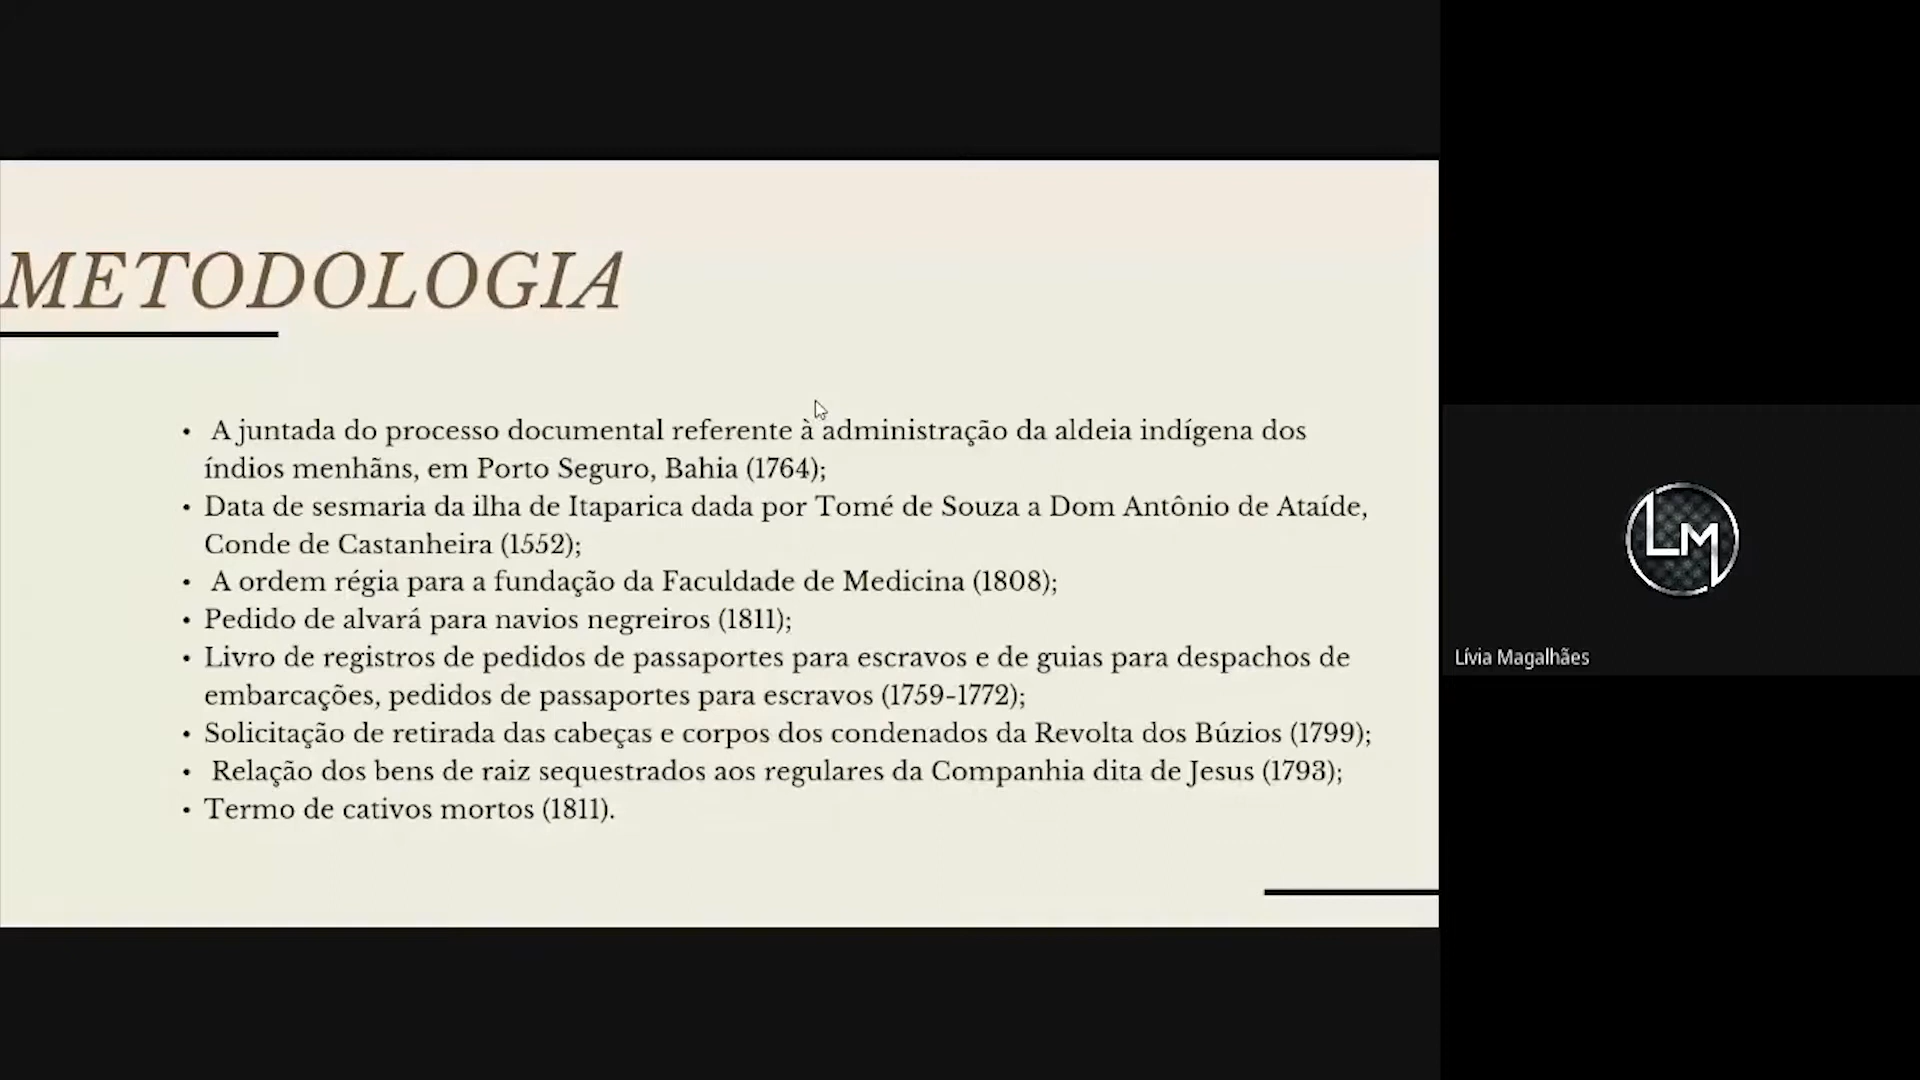 METODOLOGIA
• A juntada do processo documental referente à administração da aldeia indígena dos
índios menhãns, em Porto Seguro, Bahia (1764);
• Data de sesmaria da ilha de Itaparica dada por Tomé de Souza a Dom Antônio de Ataíde,
Conde de Castanheira (1552);
• A ordem régia para a fundação da Faculdade de Medicina (1808);
• Pedido de alvará para navios negreiros (1811);
• Livro de registros de pedidos de passaportes para escravos e de guias para despachos de
embarcações, pedidos de passaportes para escravos (1759-1772);
• Solicitação de retirada das cabeças e corpos dos condenados da Revolta dos Búzios (1799);
• Relação dos bens de raiz sequestrados aos regulares da Companhia dita de Jesus (1793);
• Termo de cativos mortos (1811).
LM
Lívia Magalhães